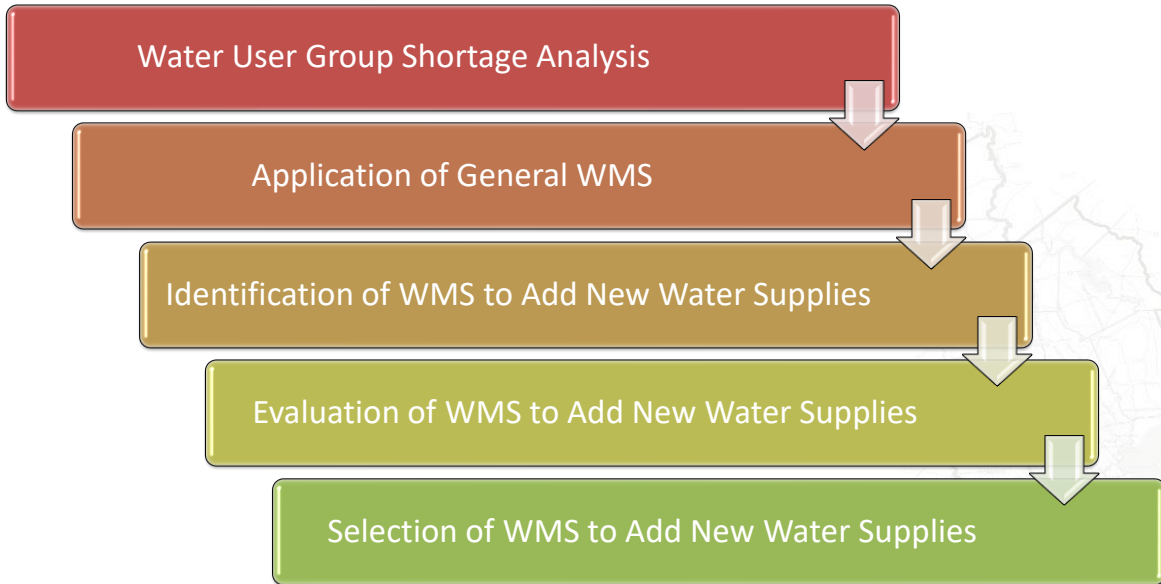 Water User Group Shortage Analysis
Application of General WMS
Identification of WMS to Add New Water Supplies
Evaluation of WMS to Add New Water Supplies
Selection of WMS to Add New Water Supplies